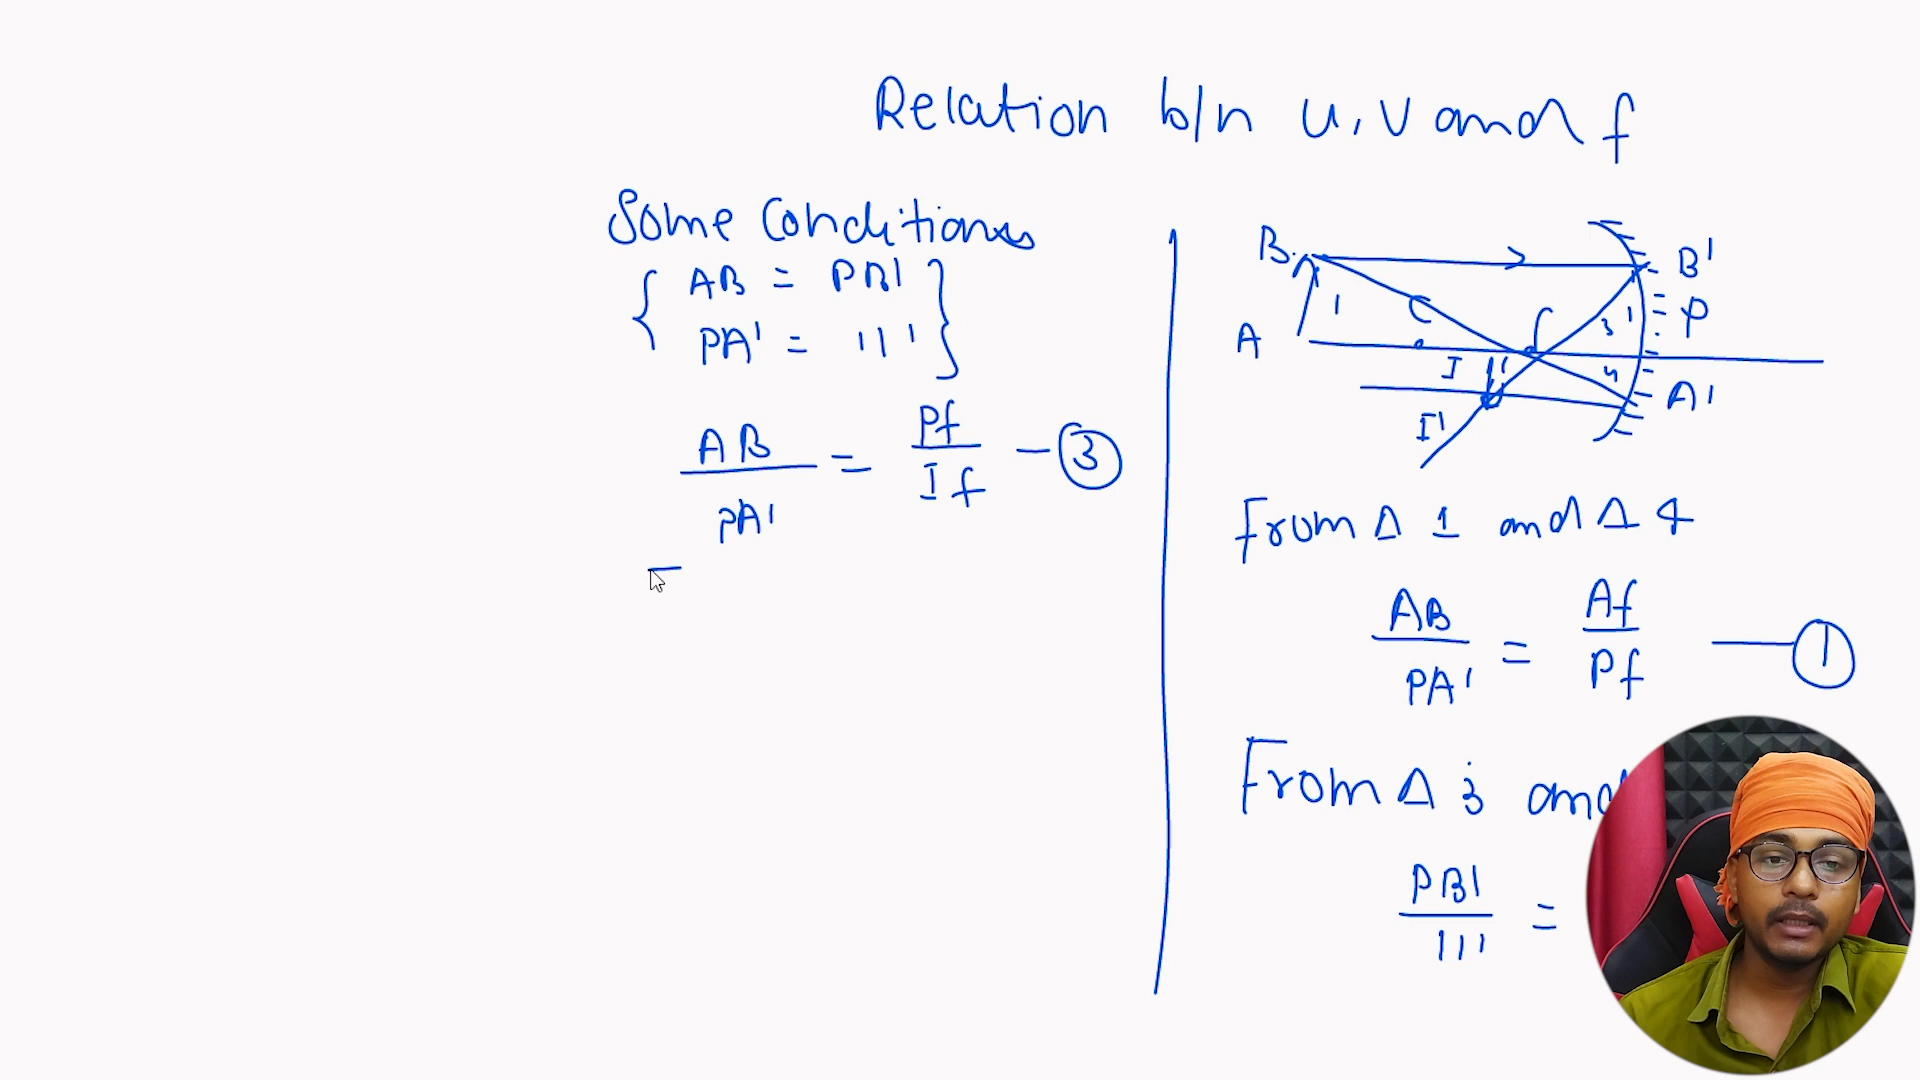 Relation b/n u, v and f
Some Conditions
AB = PB'
PA' = II'
AB/PA' = Pf/If - ③
B
B'
1
C
f
3
P
A
I
I'
4
A'
I'
From Δ 1 and Δ 4
AB/PA' = Af/Pf — ①
From Δ 3 and
PB'/II' =